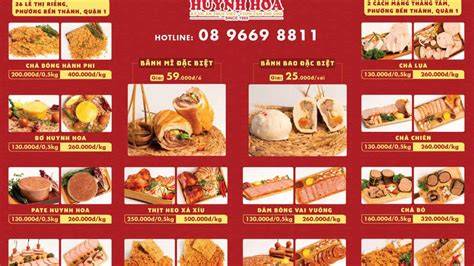 26 LÊ THỊ RIÊNG,
PHƯỜNG BẾN THÀNH, QUẬN 1
HUỲNH HOA
SINCE 1989
HOTLINE: 08 9669 8811
3 CÁCH MẠNG THÁNG TÁM,
PHƯỜNG BẾN THÀNH, QUẬN 1
CHÀ BÔNG HÀNH PHI
200.000đ/0,5kg 400.000đ/kg
BÁNH MÌ ĐẶC BIỆT
Giá: 59.000đ/ổ
BÁNH BAO ĐẶC BIỆT
Giá: 25.000đ/cái
CHẢ LỤA
130.000đ/0,5kg 260.000đ/kg
BƠ HUỲNH HOA
130.000đ/0,5kg 260.000đ/kg
CHẢ CHIÊN
130.000đ/0,5kg 260.000đ/kg
PATE HUỲNH HOA
130.000đ/0,5kg 260.000đ/kg
THỊT HEO XÁ XÍU
250.000đ/0,5kg 500.000đ/kg
DĂM BÔNG VAI VUÔNG
130.000đ/0,5kg 260.000đ/kg
CHẢ BÒ
160.000đ/0,5kg 320.000đ/kg